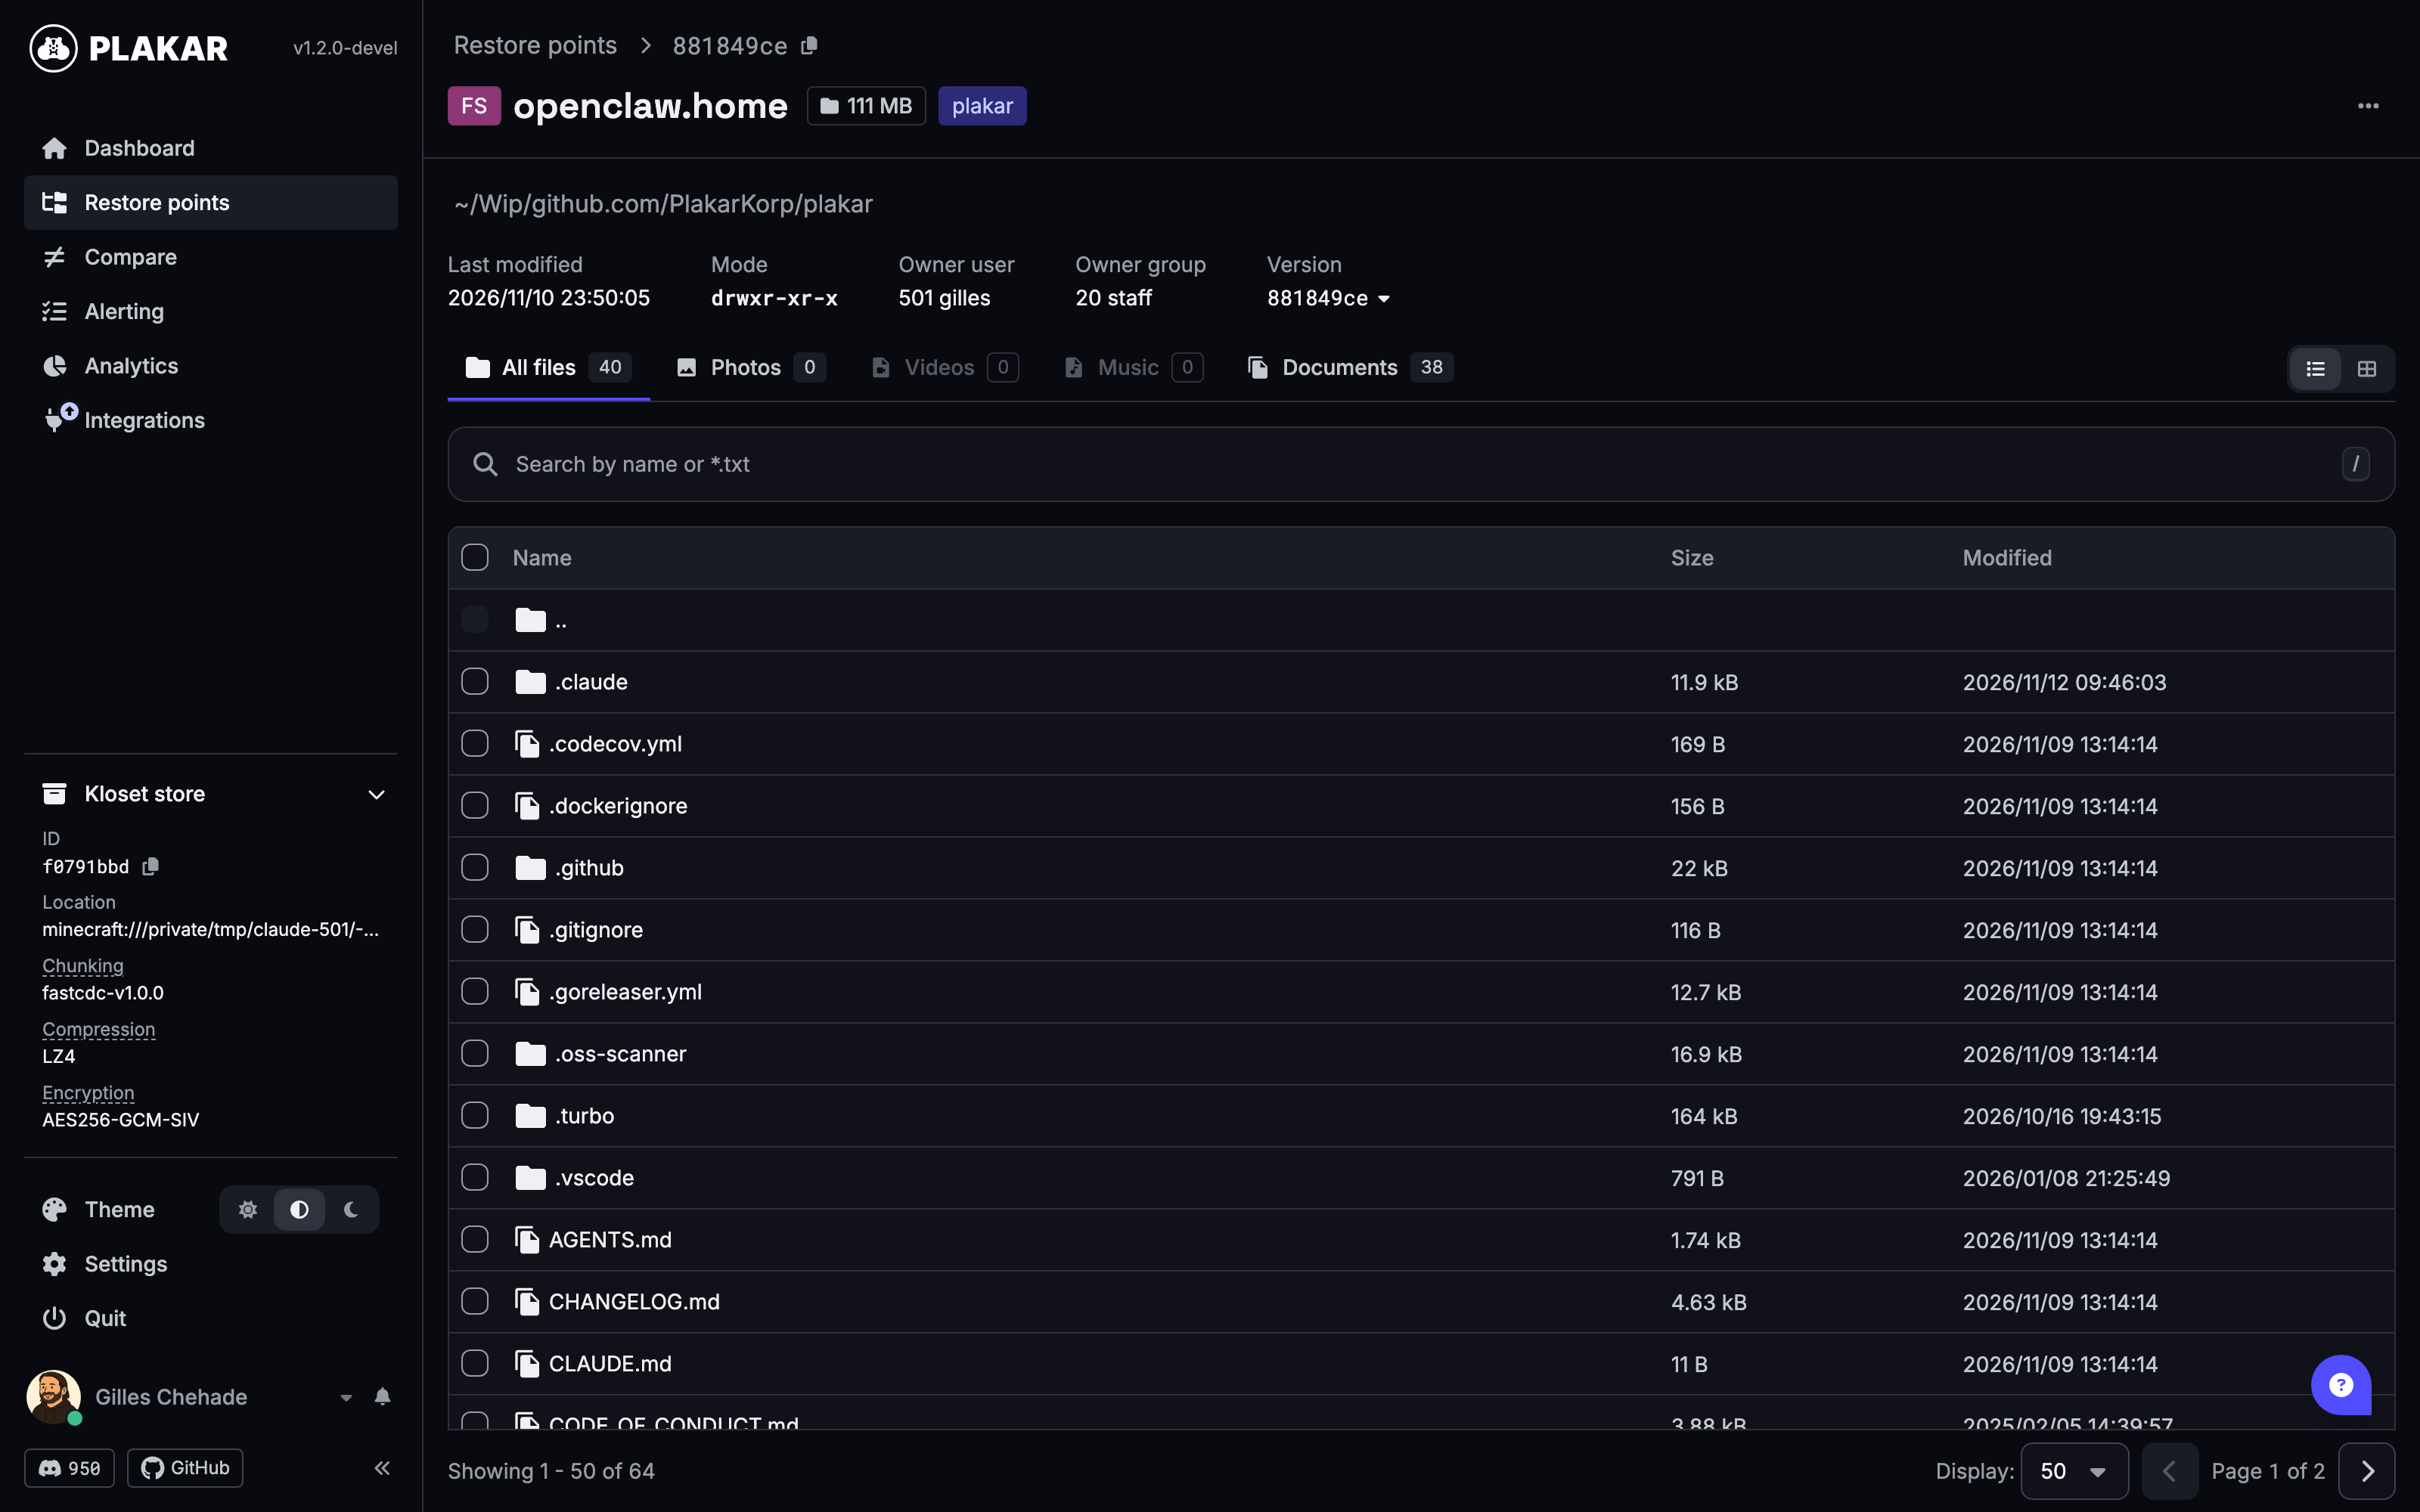 PLAKAR v1.2.0-devel
Dashboard
Restore points
Compare
Alerting
Analytics
Integrations
Kloset store
ID
f0791bbd
Location
minecraft:///private/tmp/claude-501/-...
Chunking
fastcdc-v1.0.0
Compression
LZ4
Encryption
AES256-GCM-SIV
Theme
Settings
Quit
Gilles Chehade
950 GitHub
Restore points > 881849ce
FS openclaw.home 111 MB plakar
~/Wip/github.com/PlakarKorp/plakar
Last modified Mode Owner user Owner group Version
2026/11/10 23:50:05 drwxr-xr-x 501 gilles 20 staff 881849ce
All files 40 Photos 0 Videos 0 Music 0 Documents 38
Search by name or *.txt /
Name Size Modified
..
.claude 11.9 kB 2026/11/12 09:46:03
.codecov.yml 169 B 2026/11/09 13:14:14
.dockerignore 156 B 2026/11/09 13:14:14
.github 22 kB 2026/11/09 13:14:14
.gitignore 116 B 2026/11/09 13:14:14
.goreleaser.yml 12.7 kB 2026/11/09 13:14:14
.oss-scanner 16.9 kB 2026/11/09 13:14:14
.turbo 164 kB 2026/10/16 19:43:15
.vscode 791 B 2026/01/08 21:25:49
AGENTS.md 1.74 kB 2026/11/09 13:14:14
CHANGELOG.md 4.63 kB 2026/11/09 13:14:14
CLAUDE.md 11 B 2026/11/09 13:14:14
CODE_OF_CONDUCT.md 3.88 kB 2025/02/05 14:39:57
?
Showing 1 - 50 of 64 Display: 50 Page 1 of 2